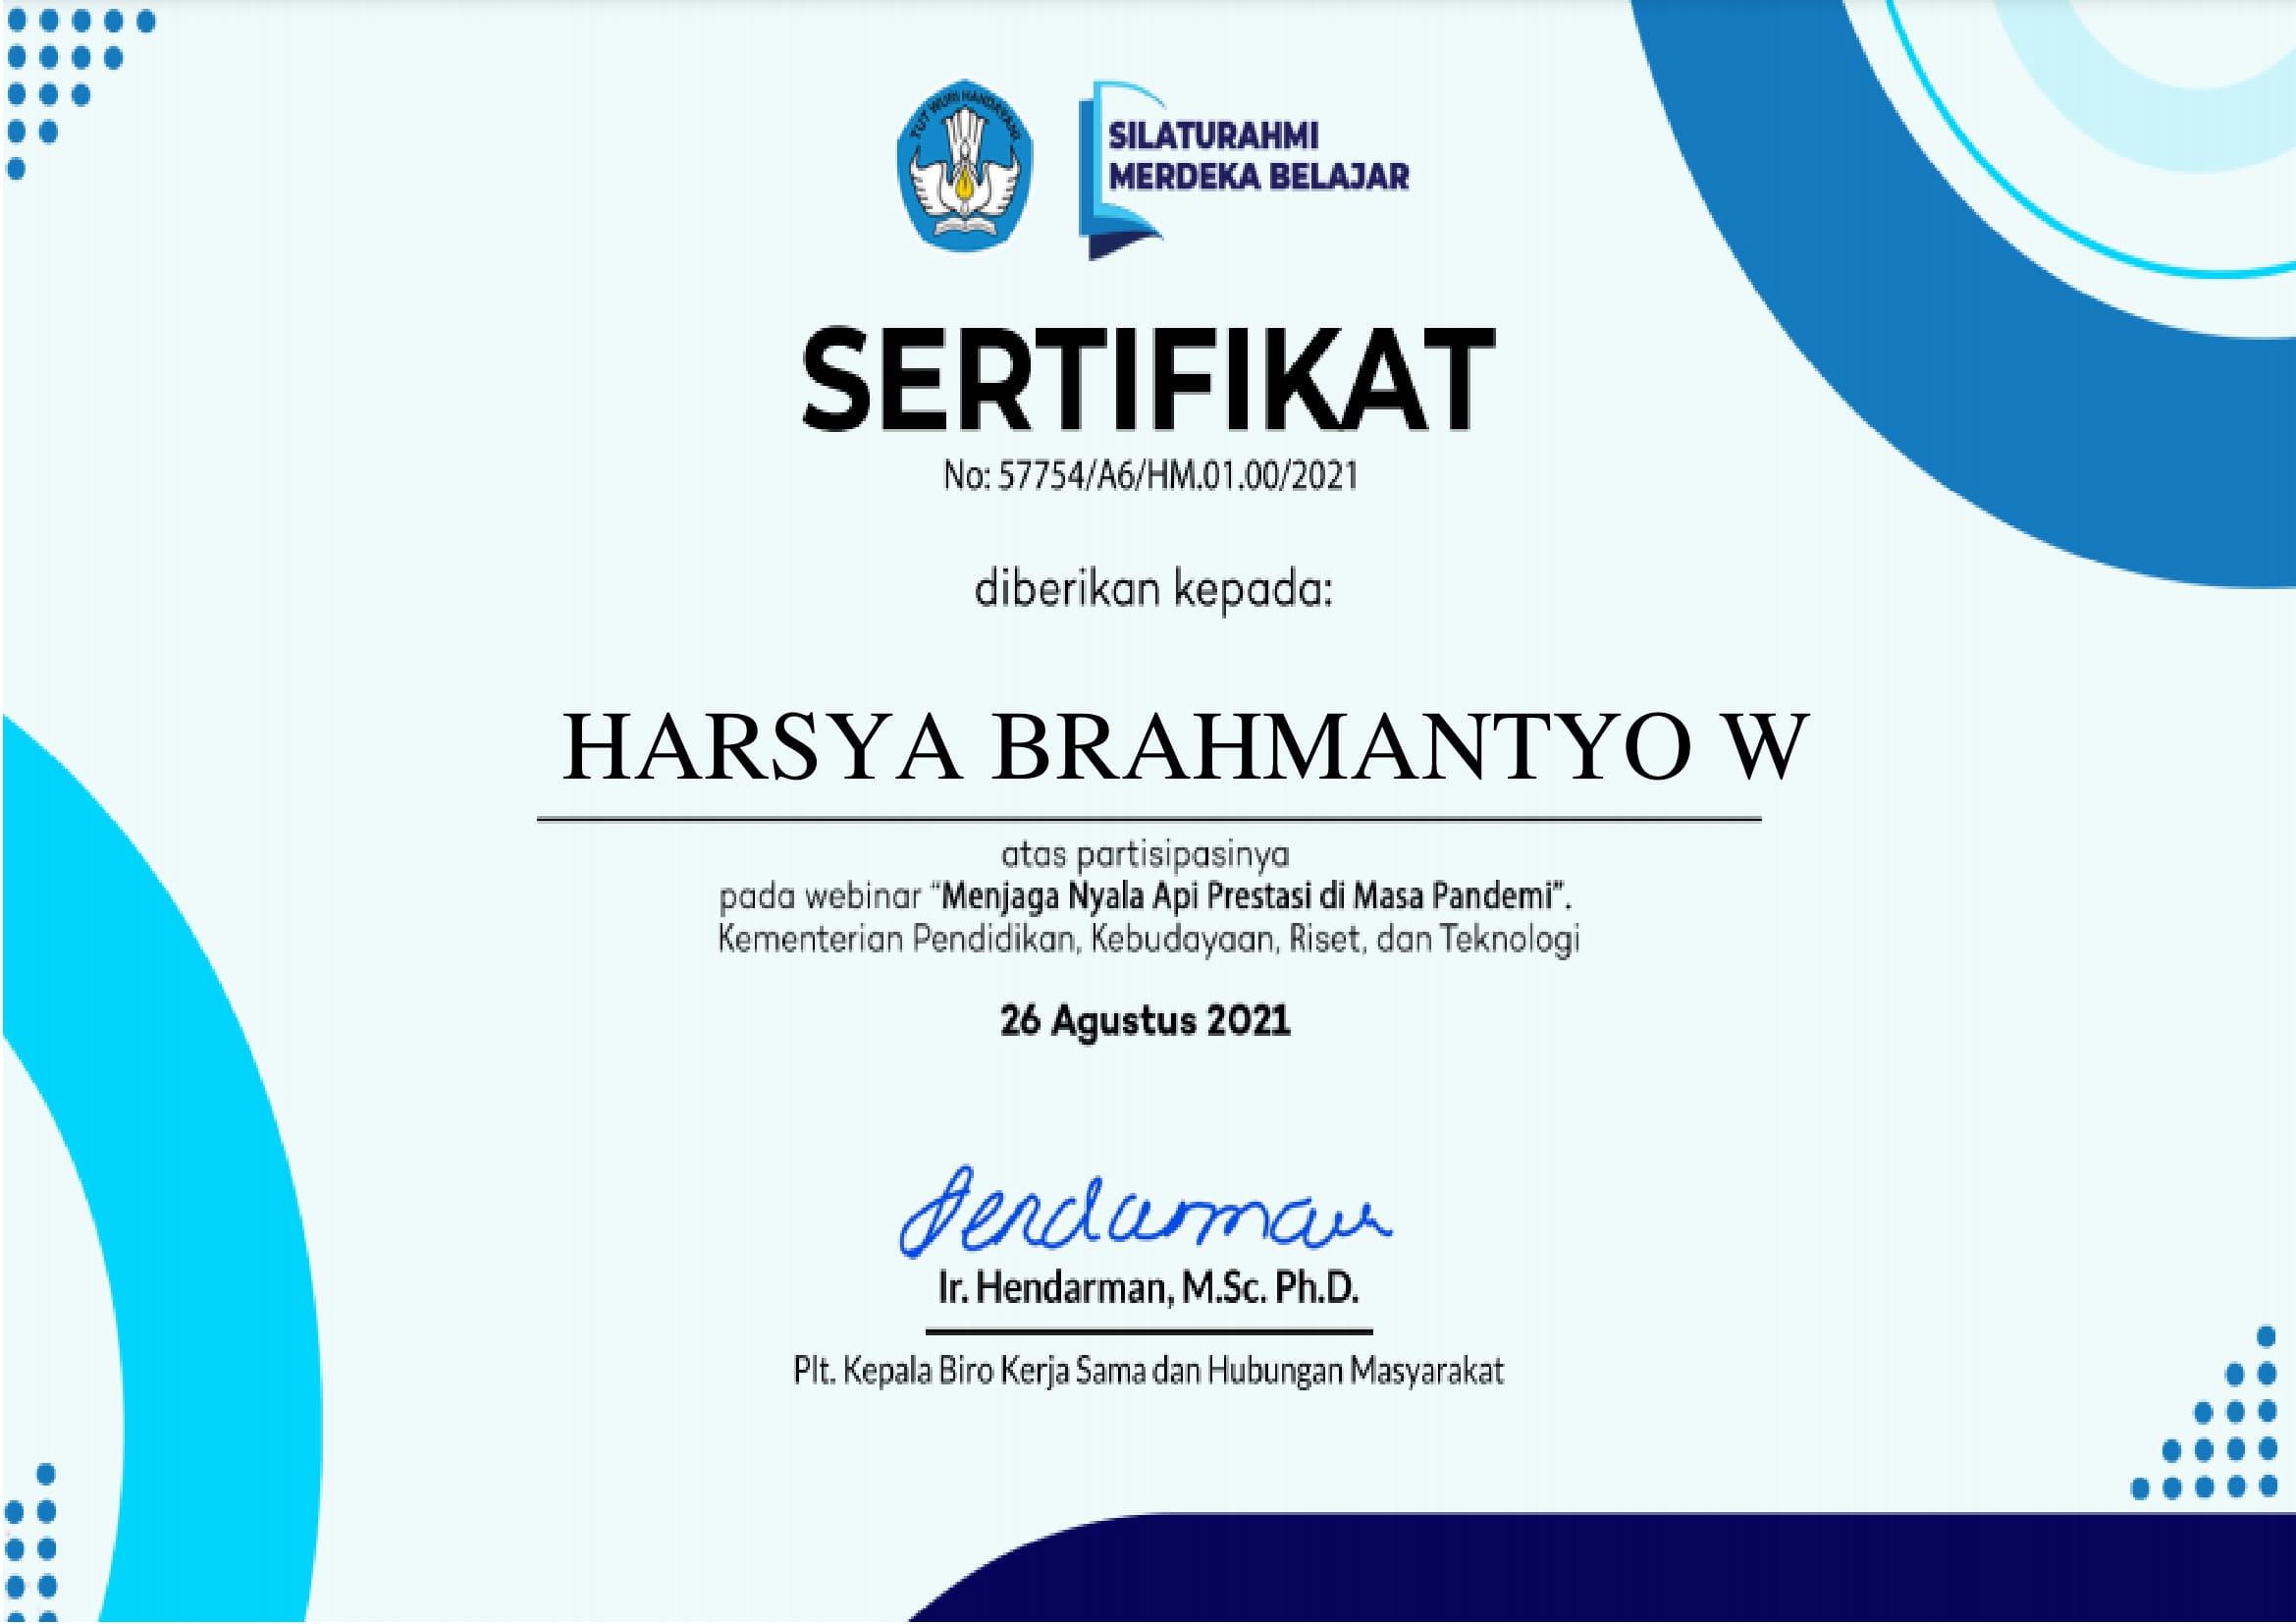 TUT WURI HANDAYANI
SILATURAHMI
MERDEKA BELAJAR
SERTIFIKAT
No: 57754/A6/HM.01.00/2021
diberikan kepada:
HARSYA BRAHMANTYO W
atas partisipasinya
pada webinar “Menjaga Nyala Api Prestasi di Masa Pandemi”.
Kementerian Pendidikan, Kebudayaan, Riset, dan Teknologi
26 Agustus 2021
Hendarman
Ir. Hendarman, M.Sc. Ph.D.
Plt. Kepala Biro Kerja Sama dan Hubungan Masyarakat